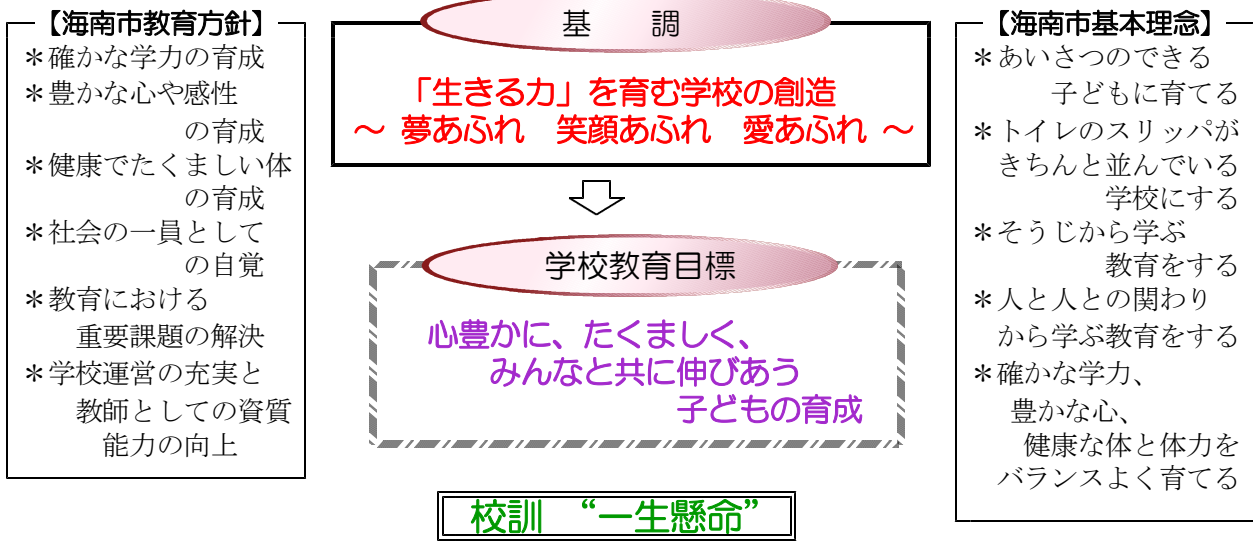 【海南市教育方針】
＊確かな学力の育成
＊豊かな心や感性
の育成
＊健康でたくましい体
の育成
＊社会の一員として
の自覚
＊教育における
重要課題の解決
＊学校運営の充実と
教師としての資質
能力の向上
基　調
「生きる力」を育む学校の創造
～ 夢あふれ　笑顔あふれ　愛あふれ ～
学校教育目標
心豊かに、たくましく、
みんなと共に伸びあう
子どもの育成
校訓　“一生懸命”
【海南市基本理念】
＊あいさつのできる
子どもに育てる
＊トイレのスリッパが
きちんと並んでいる
学校にする
＊そうじから学ぶ
教育をする
＊人と人との関わり
から学ぶ教育をする
＊確かな学力、
豊かな心、
健康な体と体力を
バランスよく育てる